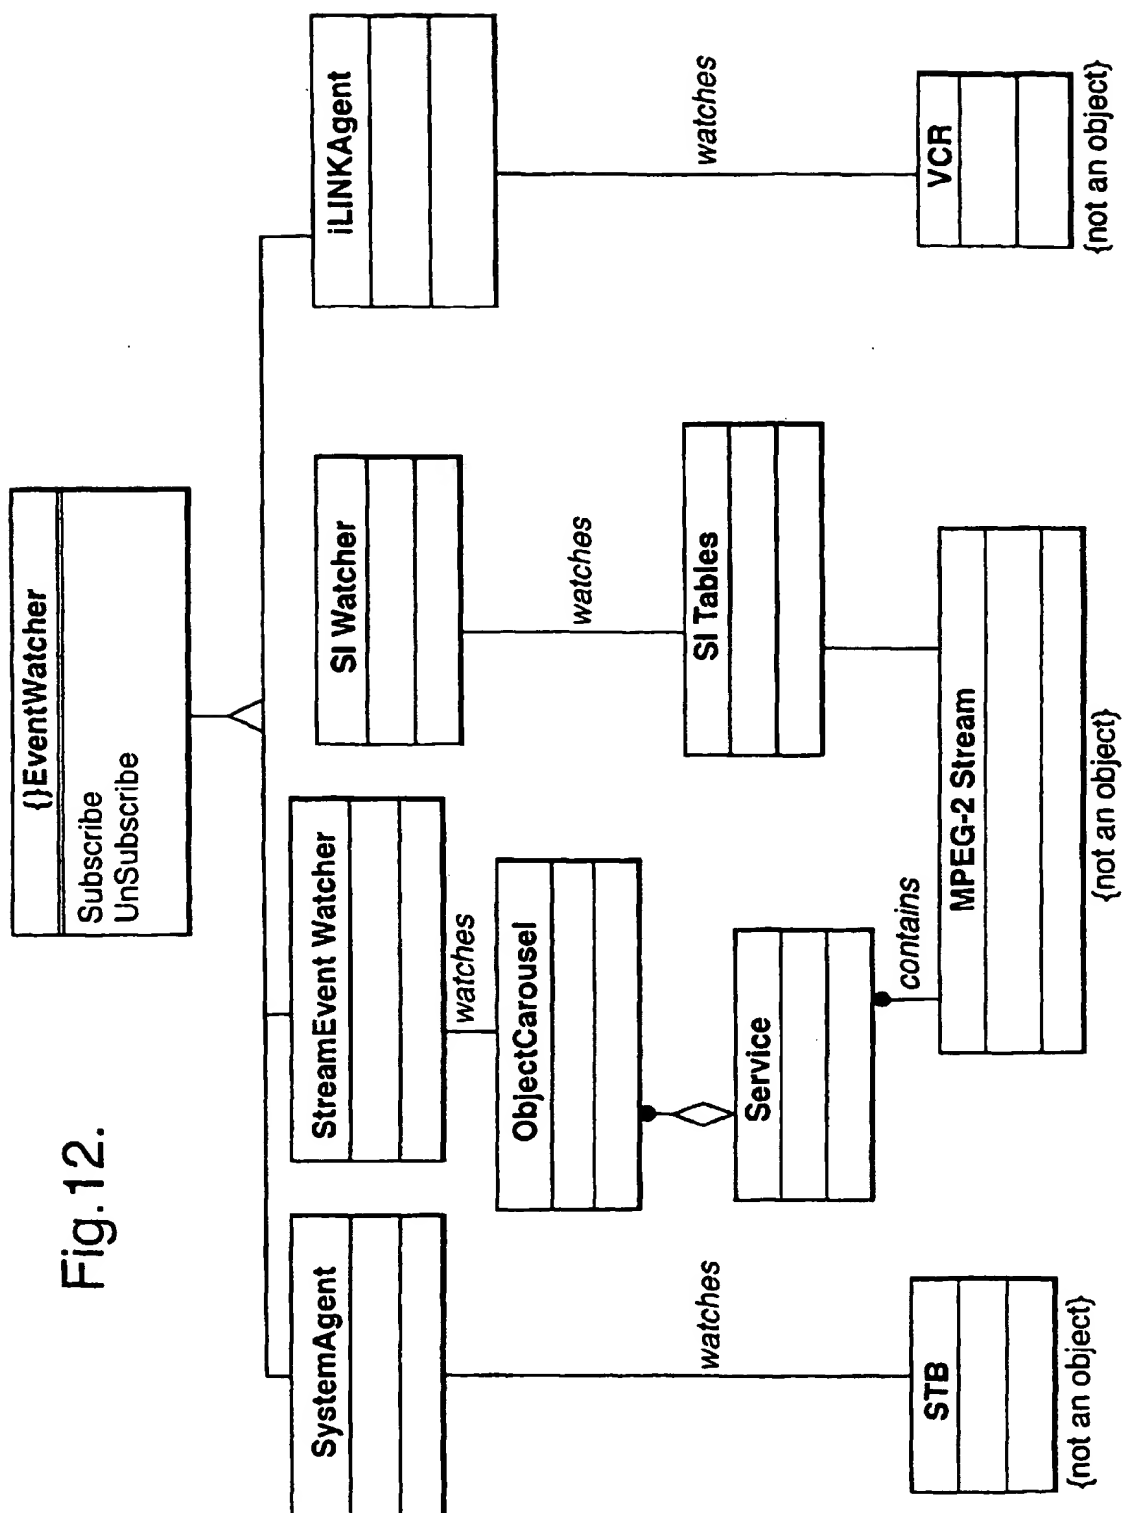 Fig.12.
{}EventWatcher
Subscribe
UnSubscribe
SystemAgent
StreamEvent Watcher
SI Watcher
iLINKAgent
watches
ObjectCarousel
watches
watches
watches
SI Tables
Service
contains
STB
{not an object}
MPEG-2 Stream
{not an object}
VCR
{not an object}